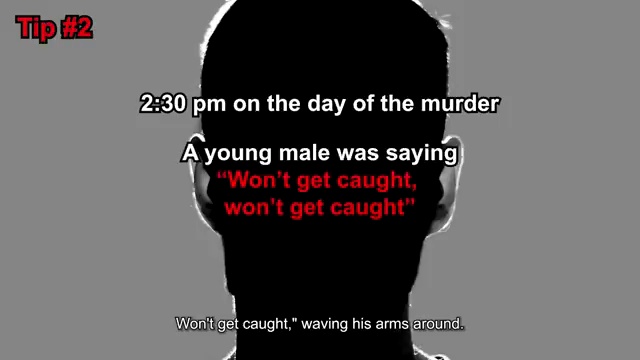 Tip #2
2:30 pm on the day of the murder
A young male was saying
“Won’t get caught,
won’t get caught”
Won't get caught," waving his arms around.